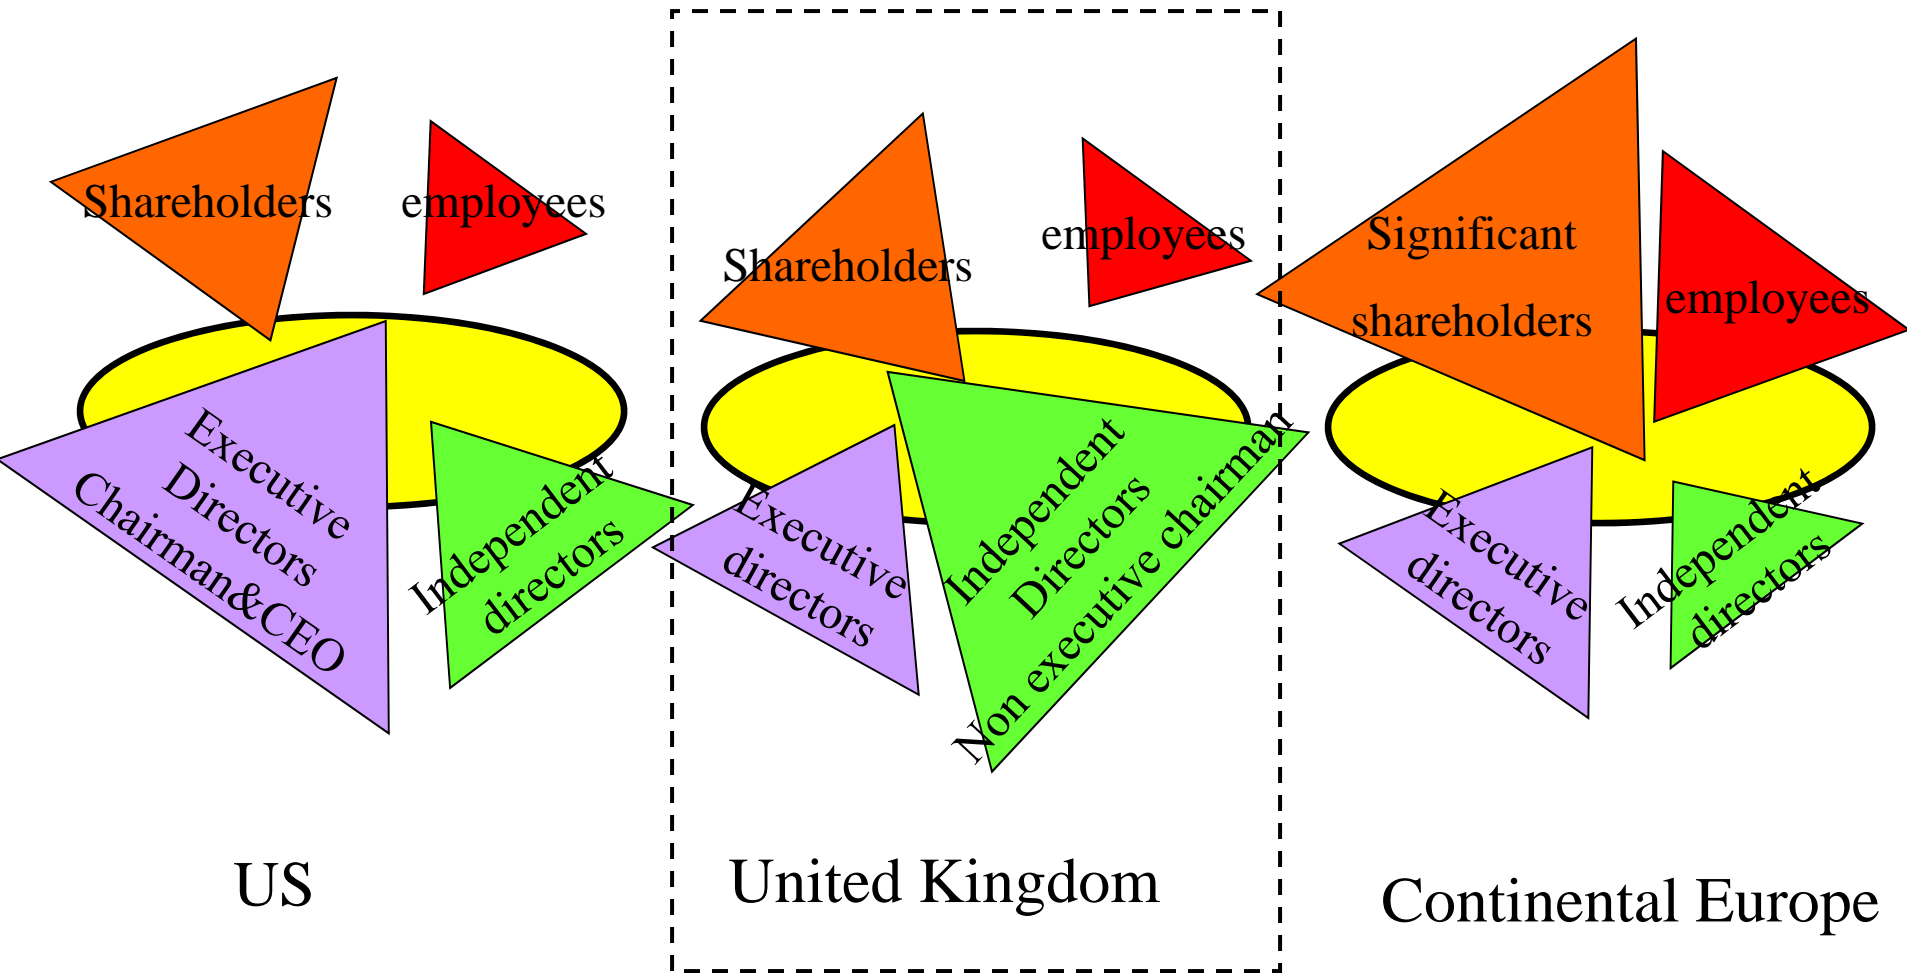 Shareholders
employees
Executive
Directors
Chairman&CEO
Independent
directors
US
Shareholders
employees
Executive
directors
Independent
Directors
Non executive chairman
United Kingdom
Significant
shareholders
employees
Executive
directors
Independent
directors
Continental Europe